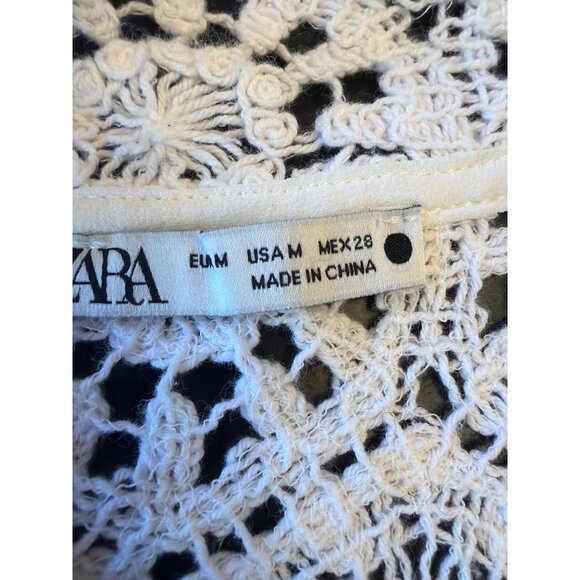 ZARA EUR M USA M MEX 28
MADE IN CHINA